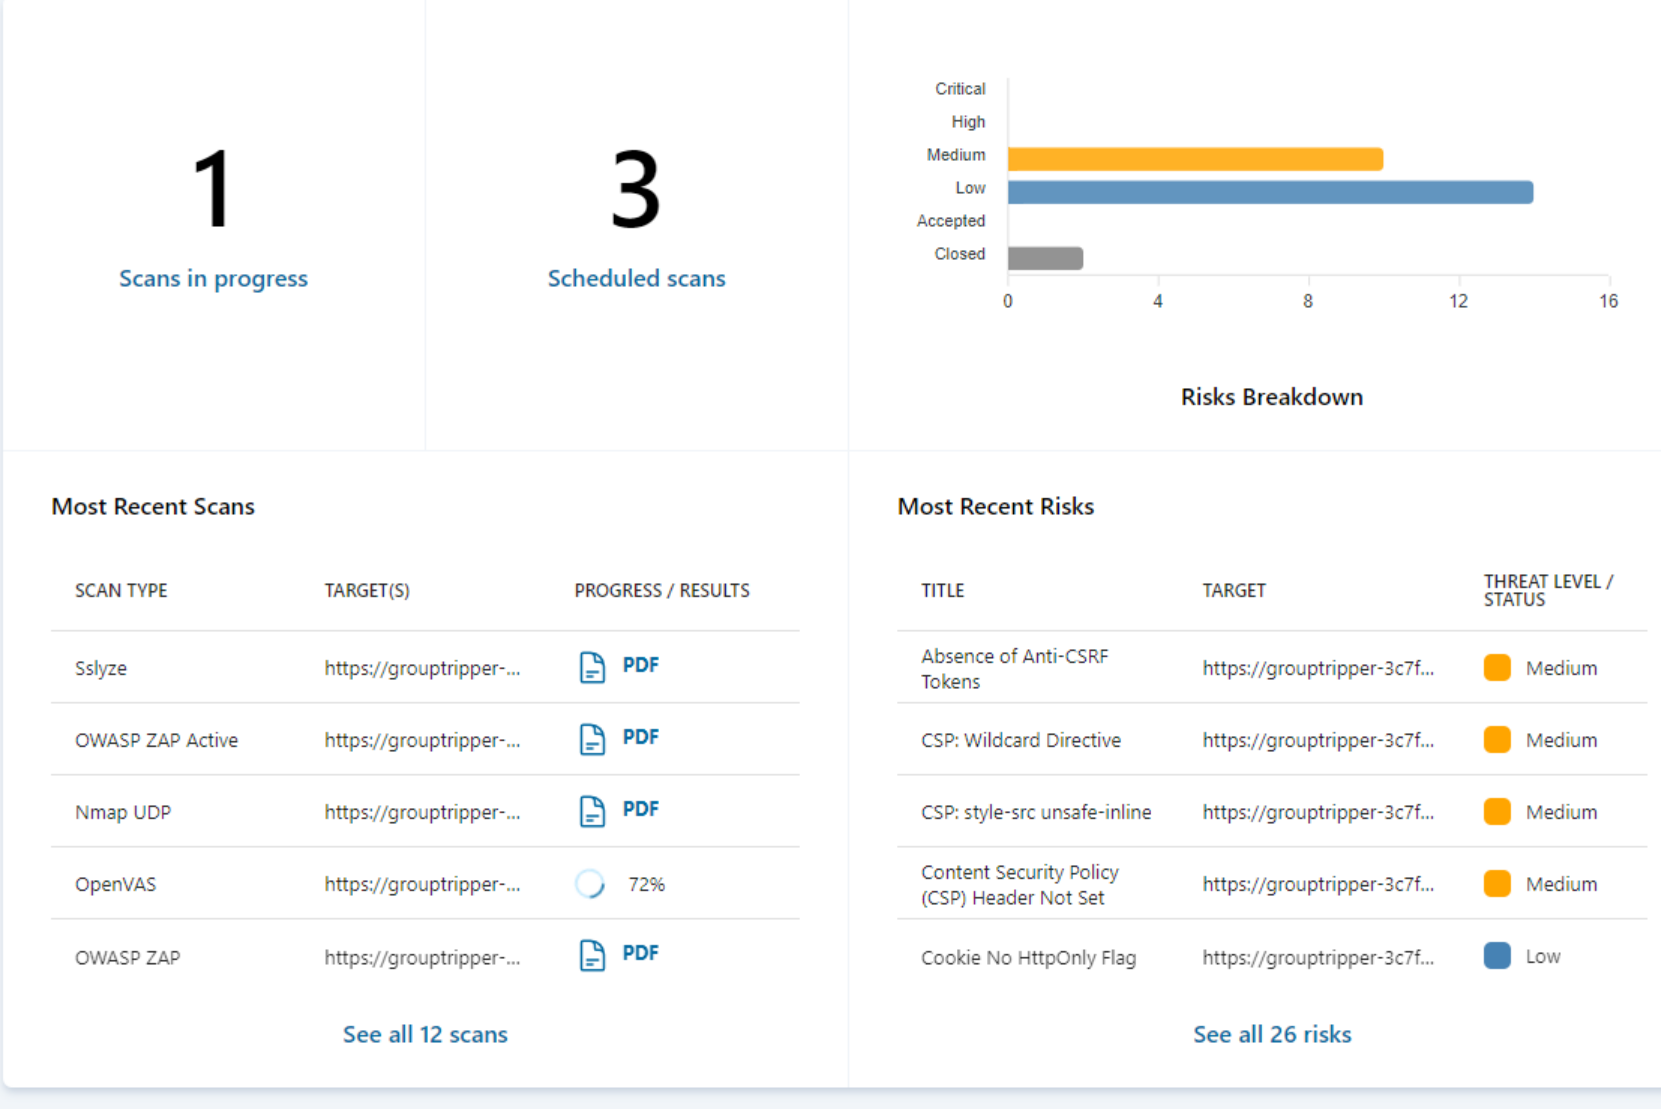 1
Scans in progress
3
Scheduled scans
Critical
High
Medium
Low
Accepted
Closed
0 4 8 12 16
Risks Breakdown
Most Recent Scans
SCAN TYPE TARGET(S) PROGRESS / RESULTS
Sslyze https://grouptripper-... PDF
OWASP ZAP Active https://grouptripper-... PDF
Nmap UDP https://grouptripper-... PDF
OpenVAS https://grouptripper-... 72%
OWASP ZAP https://grouptripper-... PDF
See all 12 scans
Most Recent Risks
TITLE TARGET THREAT LEVEL /
STATUS
Absence of Anti-CSRF
Tokens https://grouptripper-3c7f... Medium
CSP: Wildcard Directive https://grouptripper-3c7f... Medium
CSP: style-src unsafe-inline https://grouptripper-3c7f... Medium
Content Security Policy
(CSP) Header Not Set https://grouptripper-3c7f... Medium
Cookie No HttpOnly Flag https://grouptripper-3c7f... Low
See all 26 risks